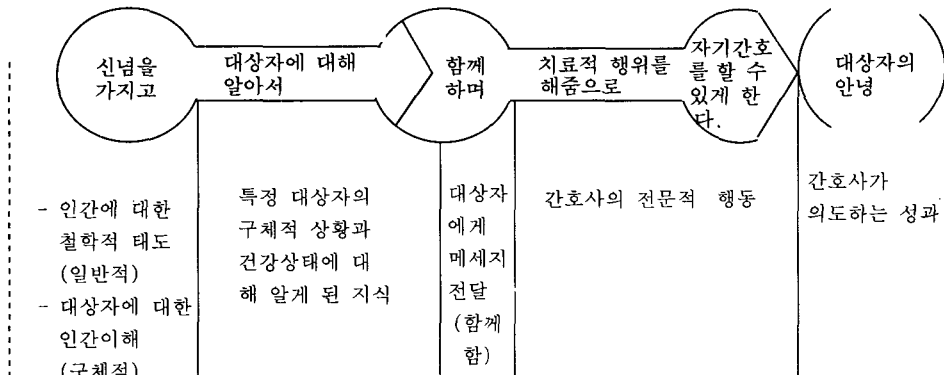 신념을
가지고
대상자에 대해
알아서
함께
하며
치료적 행위를
해줌으로
자기간호
를 할 수
있게 한
다.
대상자의
안녕
- 인간에 대한
철학적 태도
(일반적)
- 대상자에 대한
인간이해
(구체적)
특정 대상자의
구체적 상황과
건강상태에 대
해 알게 된 지식
대상자
에게
메세지
전달
(함께
함)
간호사의 전문적 행동
간호사가
의도하는 성과